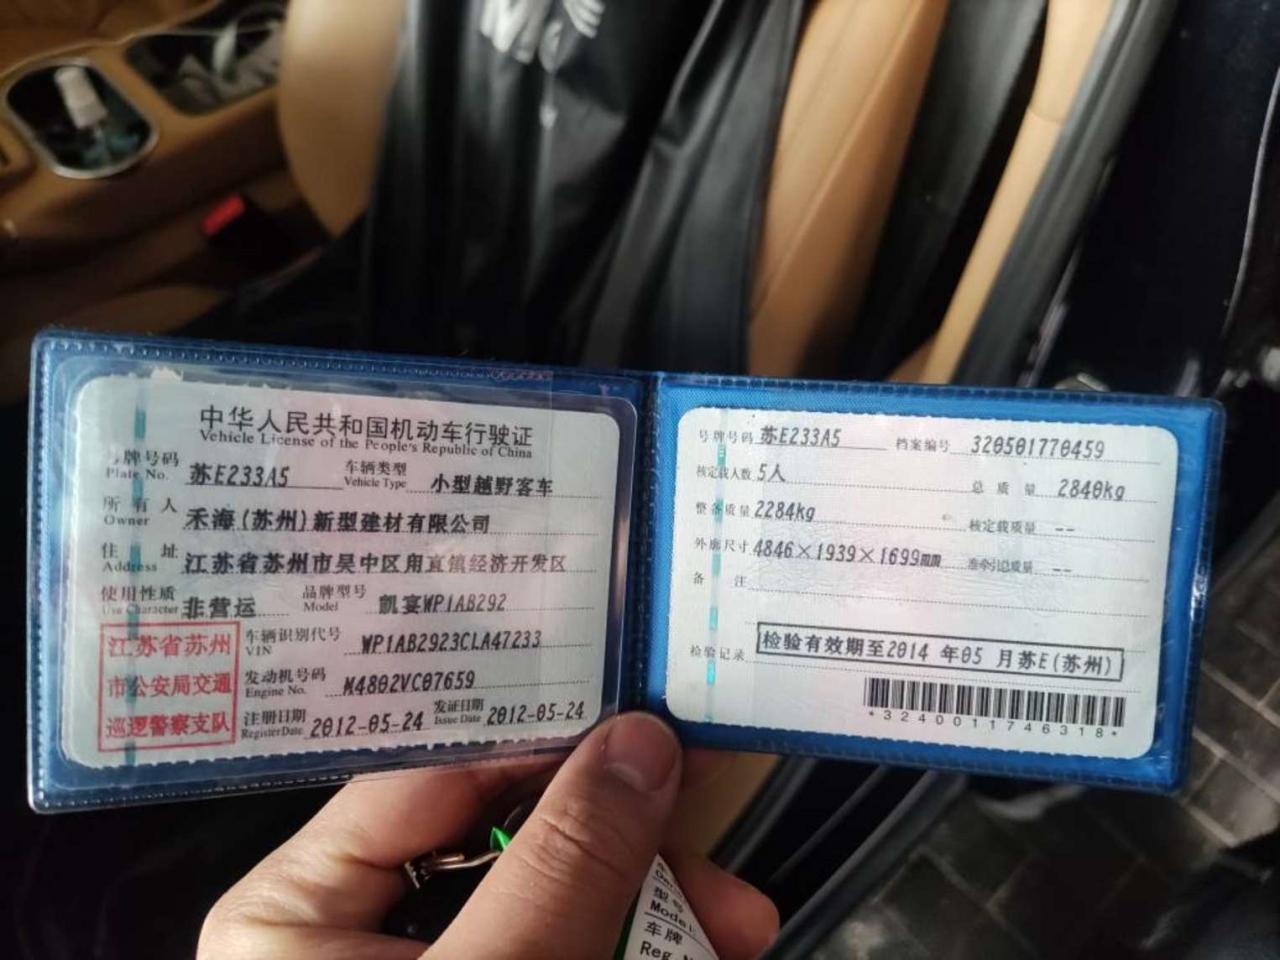 中华人民共和国机动车行驶证
Vehicle License of the People's Republic of China
号牌号码 苏E233A5 车辆类型 小型越野客车
Plate No. Vehicle Type
所有人 禾海(苏州)新型建材有限公司
Owner
住址 江苏省苏州市吴中区甪直镇经济开发区
Address
使用性质 非营运 品牌型号 凯宴WP1AB292
Use Character Model
江苏省苏州
市公安局交通
巡逻警察支队
车辆识别代号 WP1AB2923CLA47233
VIN
发动机号码 M4802VC07659
Engine No.
注册日期 2012-05-24 发证日期 2012-05-24
Register Date Issue Date
号牌号码 苏E233A5 档案编号 320501770459
核定载人数 5人 总质量 2840kg
整备质量 2284kg 核定载质量 --
外廓尺寸 4846×1939×1699mm 准牵引总质量 --
备注
检验记录 检验有效期至2014年05月苏E(苏州)
*3240011746318*
型号
Model:
车牌
Reg.